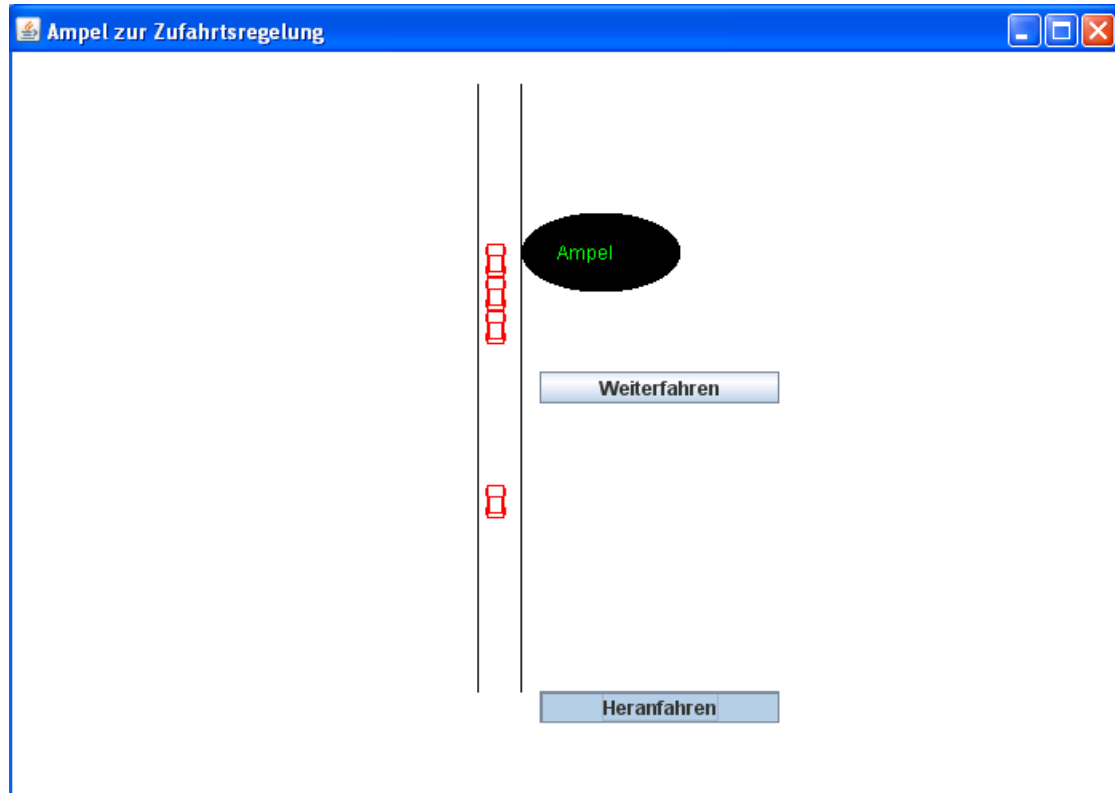 Ampel zur Zufahrtsregelung
Ampel
Weiterfahren
Heranfahren